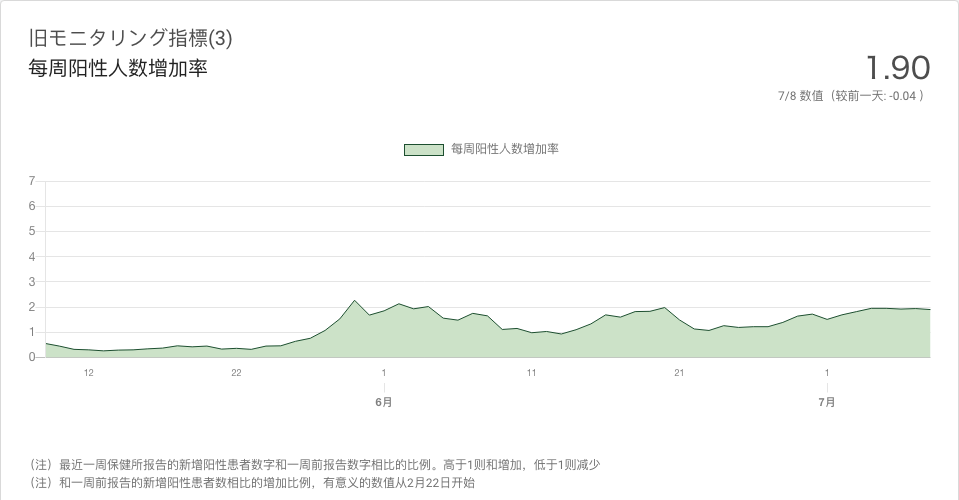 旧モニタリング指標(3)
每周阳性人数增加率
1.90
7/8 数值（较前一天: -0.04 ）
每周阳性人数增加率
7
6
5
4
3
2
1
0
12 22 1 11 21 1
6月 7月
（注）最近一周保健所报告的新增阳性患者数字和一周前报告数字相比的比例。高于1则和增加，低于1则减少
（注）和一周前报告的新增阳性患者数相比的增加比例，有意义的数值从2月22日开始